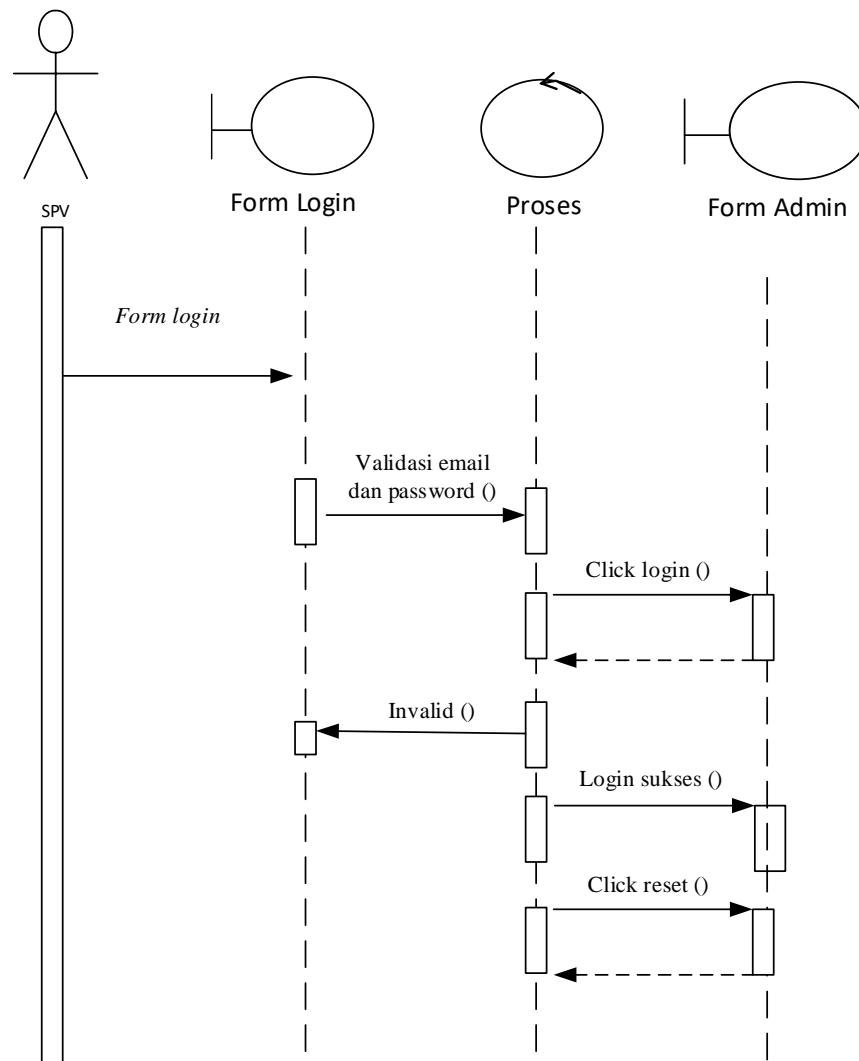 SPV
Form Login
Proses
Form Admin
Form login
Validasi email
dan password ()
Click login ()
Invalid ()
Login sukses ()
Click reset ()